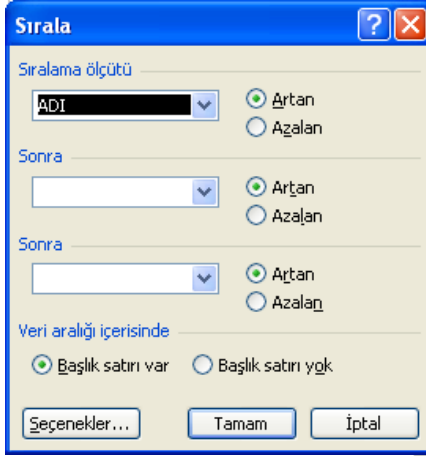 Sırala
Sıralama ölçütü
ADI
Artan
Azalan
Sonra
Artan
Azalan
Sonra
Artan
Azalan
Veri aralığı içerisinde
Başlık satırı var
Başlık satırı yok
Seçenekler...
Tamam
İptal